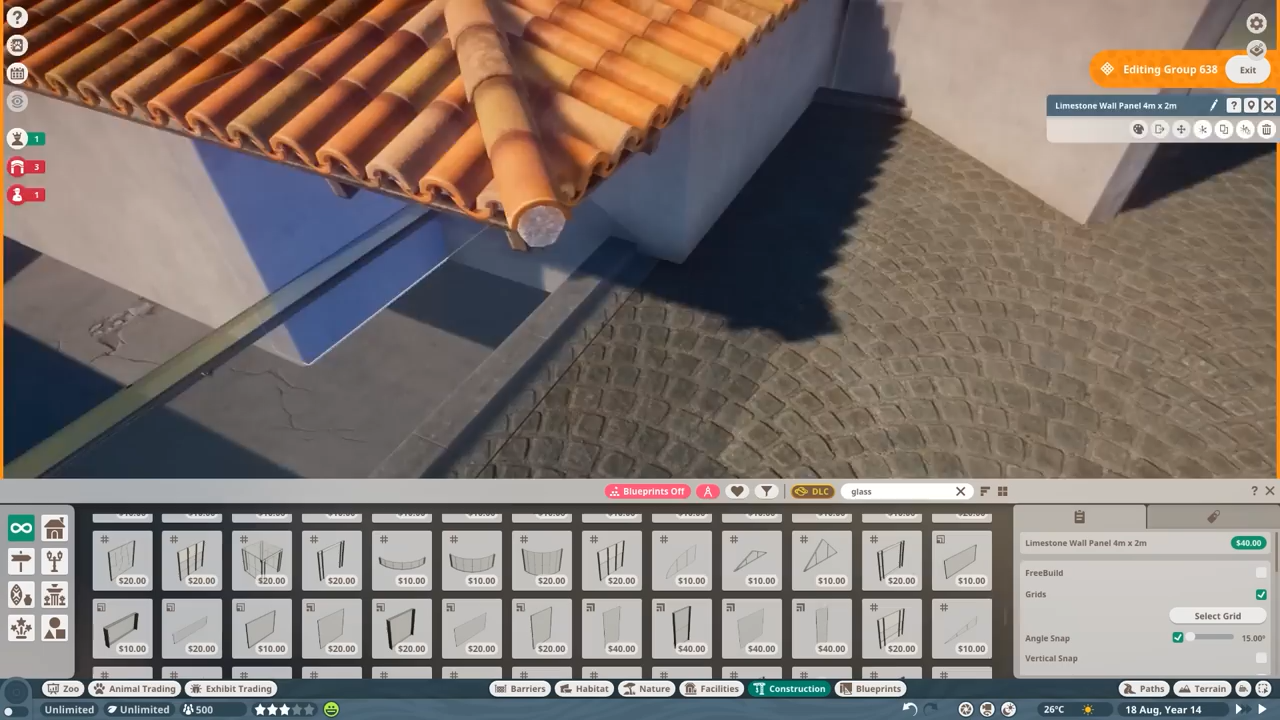 Editing Group 638
Exit
Limestone Wall Panel 4m x 2m
?
?
1
3
1
Blueprints Off
DLC
glass
?
$20.00 $20.00 $20.00 $20.00 $10.00 $10.00 $20.00 $20.00 $10.00 $10.00 $10.00 $20.00 $10.00
$10.00 $10.00 $10.00 $20.00 $20.00 $10.00 $20.00 $40.00 $40.00 $40.00 $40.00 $20.00 $10.00
Limestone Wall Panel 4m x 2m $40.00
FreeBuild
Grids
Select Grid
Angle Snap 15.00°
Vertical Snap
Zoo Animal Trading Exhibit Trading Barriers Habitat Nature Facilities Construction Blueprints Paths Terrain
Unlimited Unlimited 500 26°C 18 Aug, Year 14